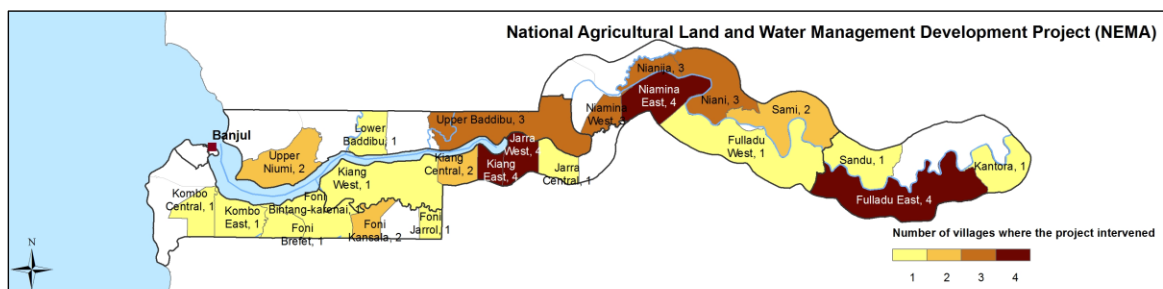 National Agricultural Land and Water Management Development Project (NEMA)
Nianija, 3
Niamina
East, 4
Niani, 3
Sami, 2
Niamina
West, 3
Upper Baddibu, 3
Lower
Baddibu, 1
Banjul
Upper
Niumi, 2
Jarra
West, 4
Kiang
Central, 2
Kiang
East, 4
Jarra
Central, 1
Fulladu
West, 1
Sandu, 1
Kantora, 1
Fulladu East, 4
Kiang
West, 1
Kombo
Central, 1
Kombo
East, 1
Foni
Bintang-karenai, 1
Foni
Brefet, 1
Foni
Kansala, 2
Foni
Jarrol, 1
N
Number of villages where the project intervened
1 2 3 4